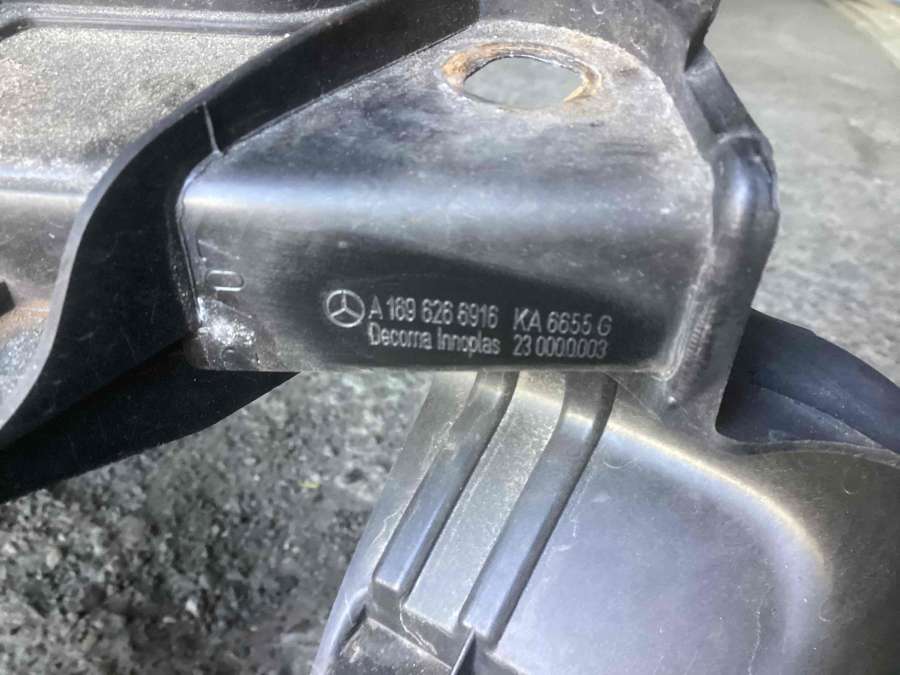 A 169 626 6916 KA 6655 G
Decoma Innoplas 23 0000.003